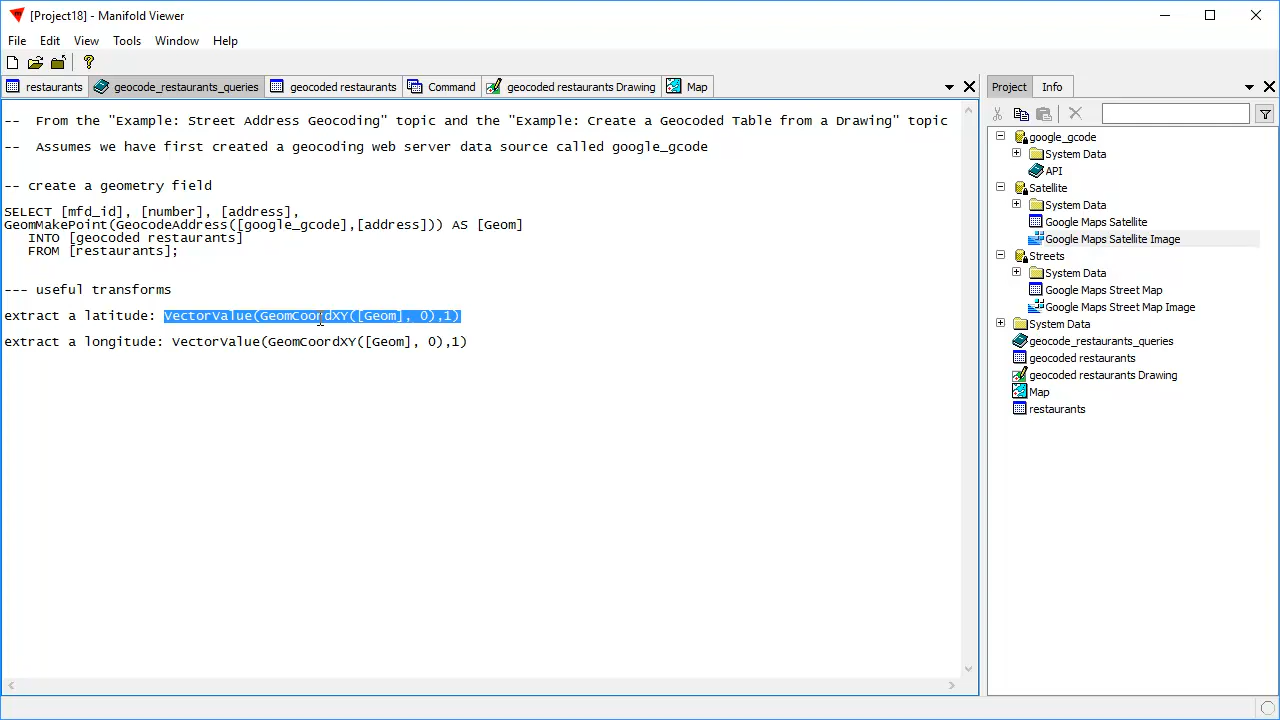 [Project18] - Manifold Viewer
File Edit View Tools Window Help
restaurants geocode_restaurants_queries geocoded restaurants Command geocoded restaurants Drawing Map
-- From the "Example: Street Address Geocoding" topic and the "Example: Create a Geocoded Table from a Drawing" topic
-- Assumes we have first created a geocoding web server data source called google_gcode
-- create a geometry field
SELECT [mfd_id], [number], [address],
GeomMakePoint(GeocodeAddress([google_gcode],[address])) AS [Geom]
INTO [geocoded restaurants]
FROM [restaurants];
--- useful transforms
extract a latitude: VectorValue(GeomCoordXY([Geom], 0),1)
extract a longitude: VectorValue(GeomCoordXY([Geom], 0),1)
Project Info
google_gcode
System Data
API
Satellite
System Data
Google Maps Satellite
Google Maps Satellite Image
Streets
System Data
Google Maps Street Map
Google Maps Street Map Image
System Data
geocode_restaurants_queries
geocoded restaurants
geocoded restaurants Drawing
Map
restaurants